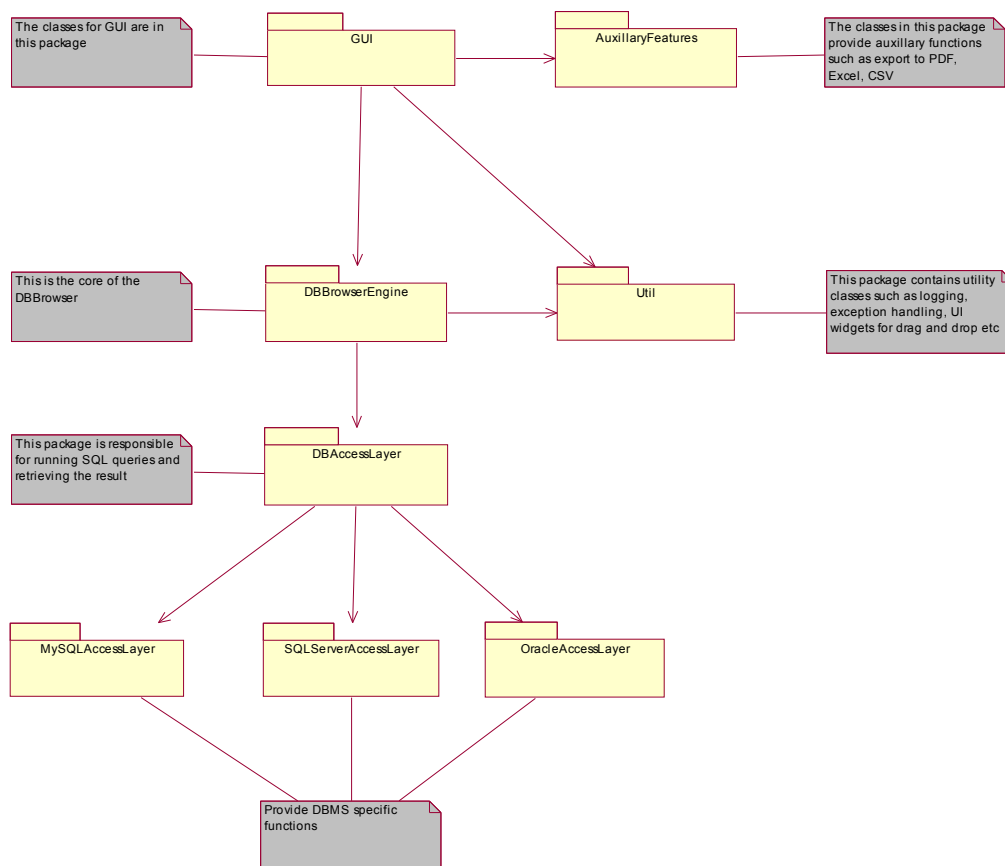 The classes for GUI are in
this package
GUI
AuxillaryFeatures
The classes in this package
provide auxillary functions
such as export to PDF,
Excel, CSV
This is the core of the
DBBrowser
DBBrowserEngine
Util
This package contains utility
classes such as logging,
exception handling, UI
widgets for drag and drop etc
This package is responsible
for running SQL queries and
retrieving the result
DBAccessLayer
MySQLAccessLayer
SQLServerAccessLayer
OracleAccessLayer
Provide DBMS specific
functions